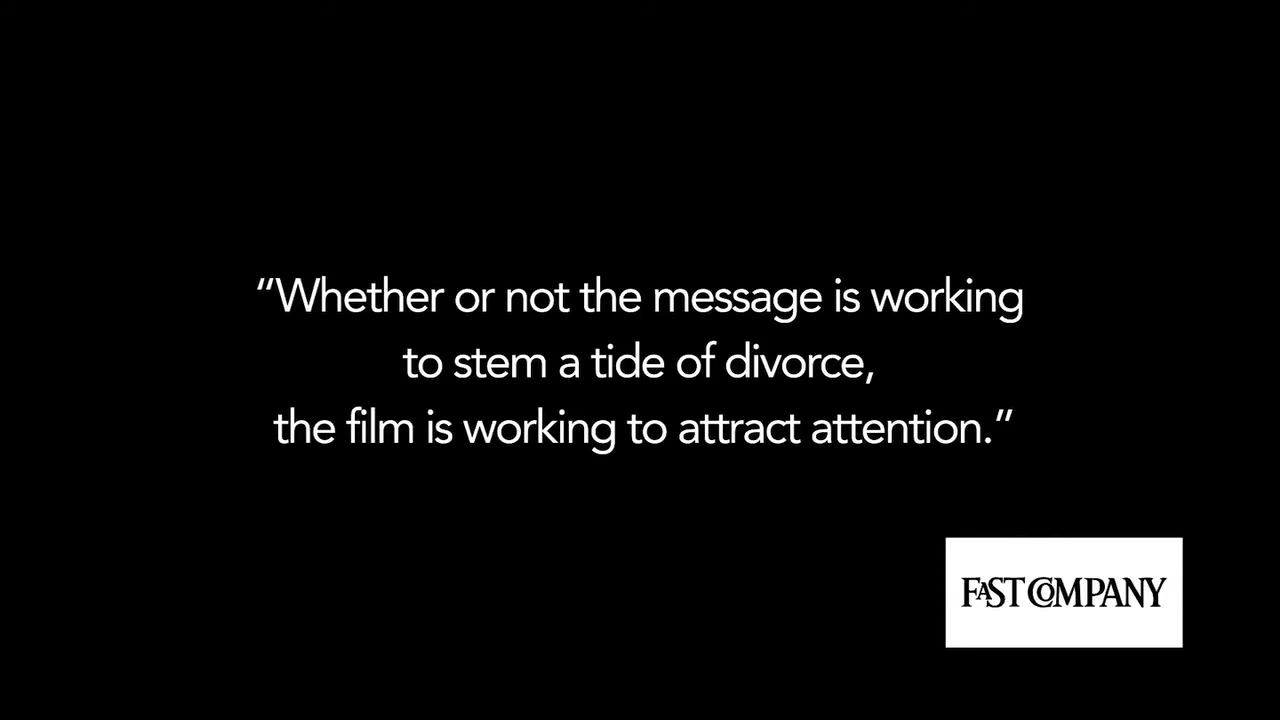 “Whether or not the message is working
to stem a tide of divorce,
the film is working to attract attention.”
FAST COMPANY